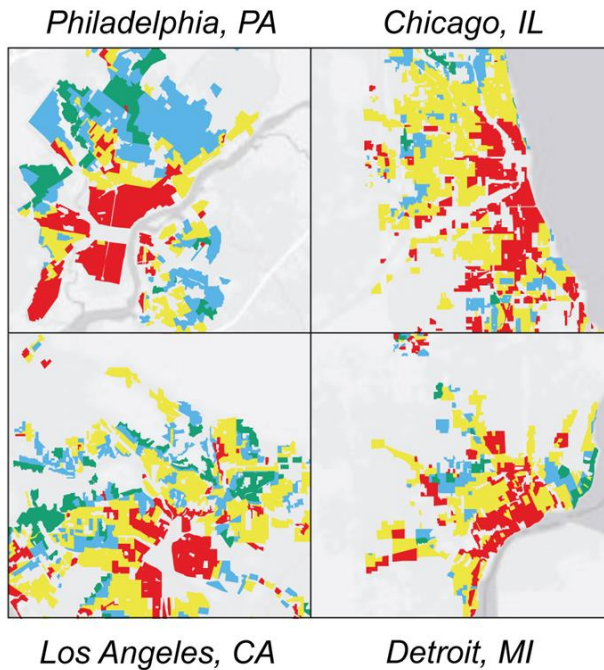 Philadelphia, PA
Chicago, IL
Los Angeles, CA
Detroit, MI